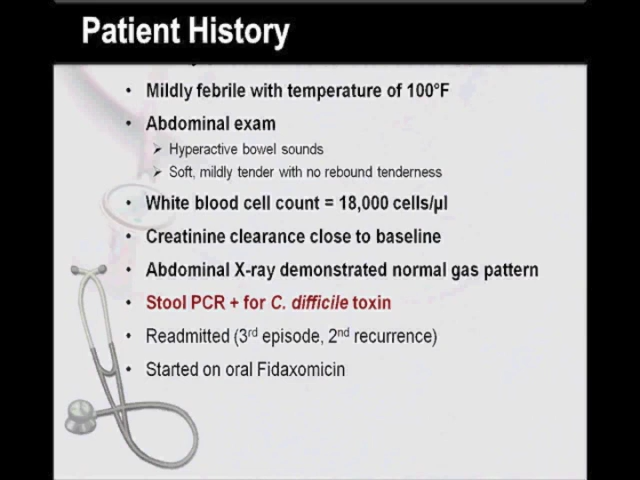 Patient History
• Mildly febrile with temperature of 100°F
• Abdominal exam
➢ Hyperactive bowel sounds
➢ Soft, mildly tender with no rebound tenderness
• White blood cell count = 18,000 cells/µl
• Creatinine clearance close to baseline
• Abdominal X-ray demonstrated normal gas pattern
• Stool PCR + for C. difficile toxin
• Readmitted (3rd episode, 2nd recurrence)
• Started on oral Fidaxomicin